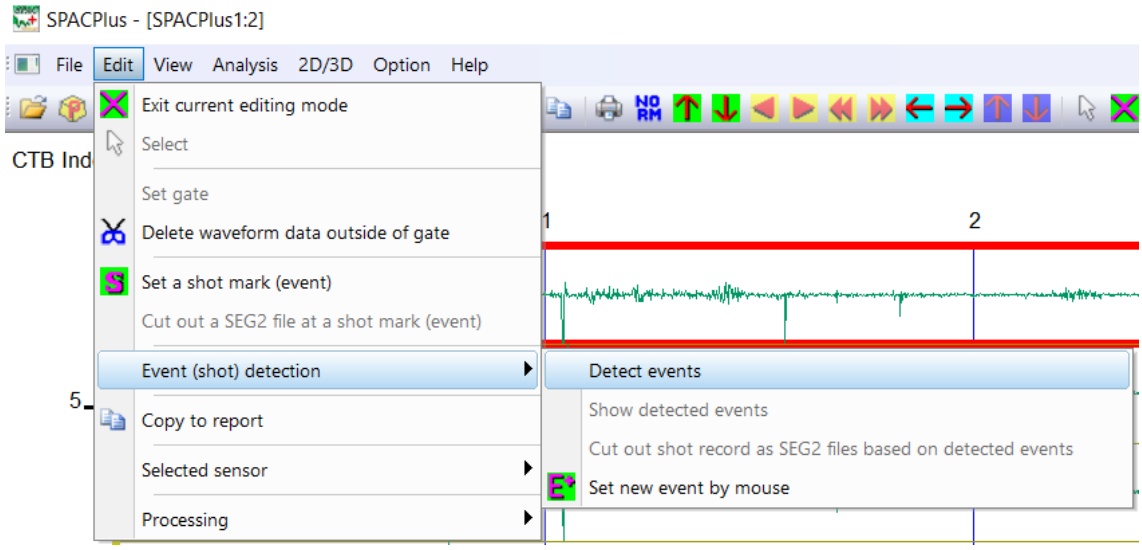 SPACPlus - [SPACPlus1:2]
File Edit View Analysis 2D/3D Option Help
NO
RM
CTB Ind
Exit current editing mode
Select
Set gate
Delete waveform data outside of gate
S Set a shot mark (event)
Cut out a SEG2 file at a shot mark (event)
Event (shot) detection
Copy to report
Selected sensor
Processing
1 2
5
Detect events
Show detected events
Cut out shot record as SEG2 files based on detected events
E+ Set new event by mouse